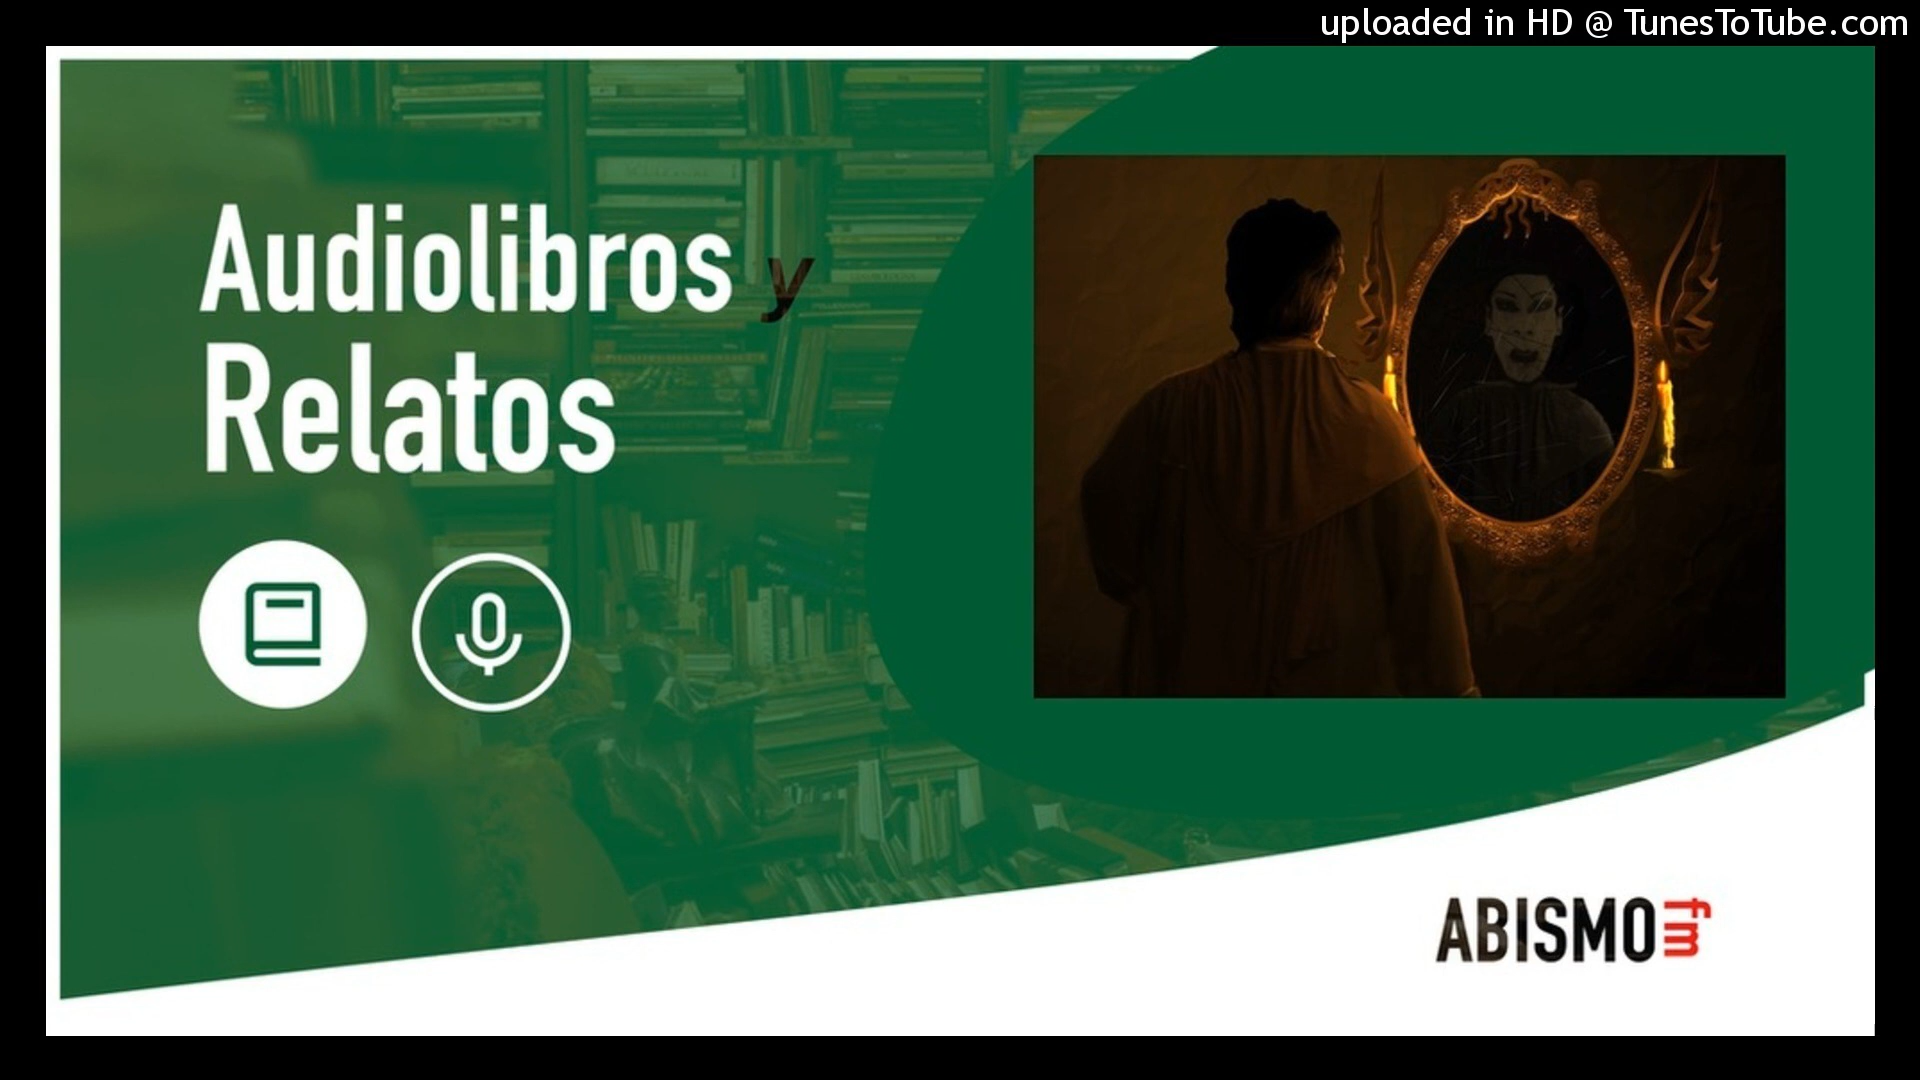 uploaded in HD @ TunesToTube.com
Audiolibros y
Relatos
ABISMO fm